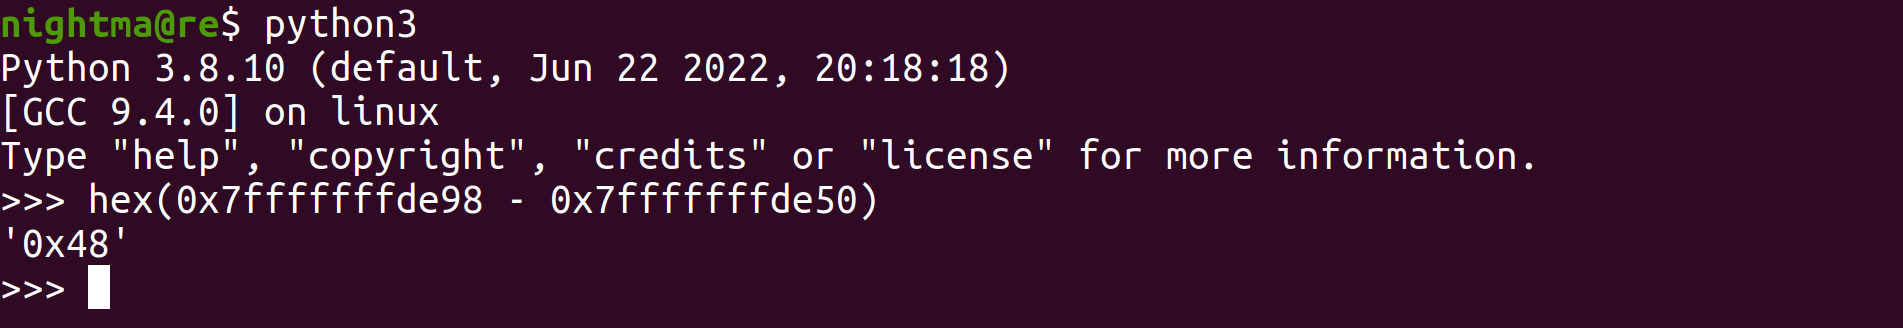 nightma@re$ python3
Python 3.8.10 (default, Jun 22 2022, 20:18:18)
[GCC 9.4.0] on linux
Type "help", "copyright", "credits" or "license" for more information.
>>> hex(0x7fffffffde98 - 0x7fffffffde50)
'0x48'
>>>